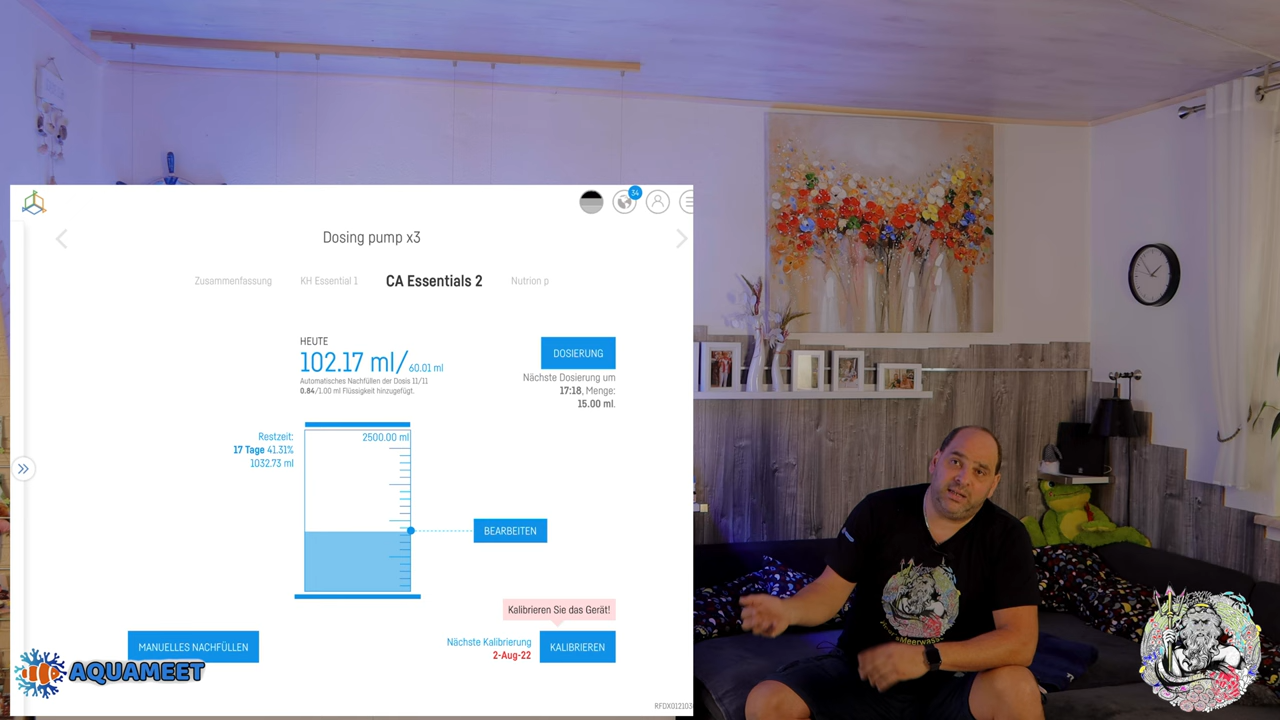 34
Dosing pump x3
Zusammenfassung
KH Essential 1
CA Essentials 2
Nutrion p
HEUTE
102.17 ml/60.01 ml
Automatisches Nachfüllen der Dosis 11/11
0.84/1.00 ml Flüssigkeit hinzugefügt.
DOSIERUNG
Nächste Dosierung um
17:18, Menge:
15.00 ml.
Restzeit:
17 Tage 41.31%
1032.73 ml
2500.00 ml
BEARBEITEN
Kalibrieren Sie das Gerät!
MANUELLES NACHFÜLLEN
Nächste Kalibrierung
2-Aug-22
KALIBRIEREN
AQUAMEET